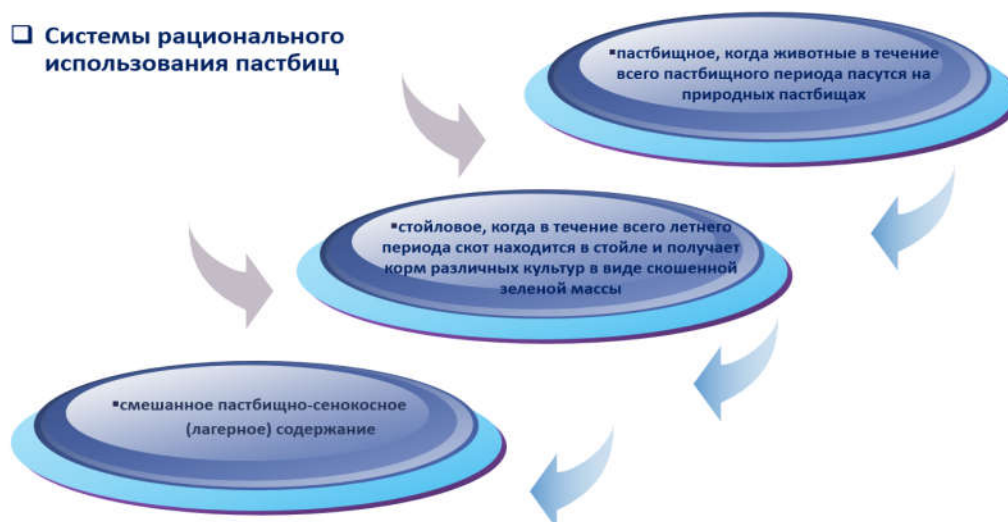 ❑ Системы рационального
использования пастбищ
▪пастбищное, когда животные в течение
всего пастбищного периода пасутся на
природных пастбищах
▪стойловое, когда в течение всего летнего
периода скот находится в стойле и получает
корм различных культур в виде скошенной
зеленой массы
▪смешанное пастбищно-сенокосное
(лагерное) содержание